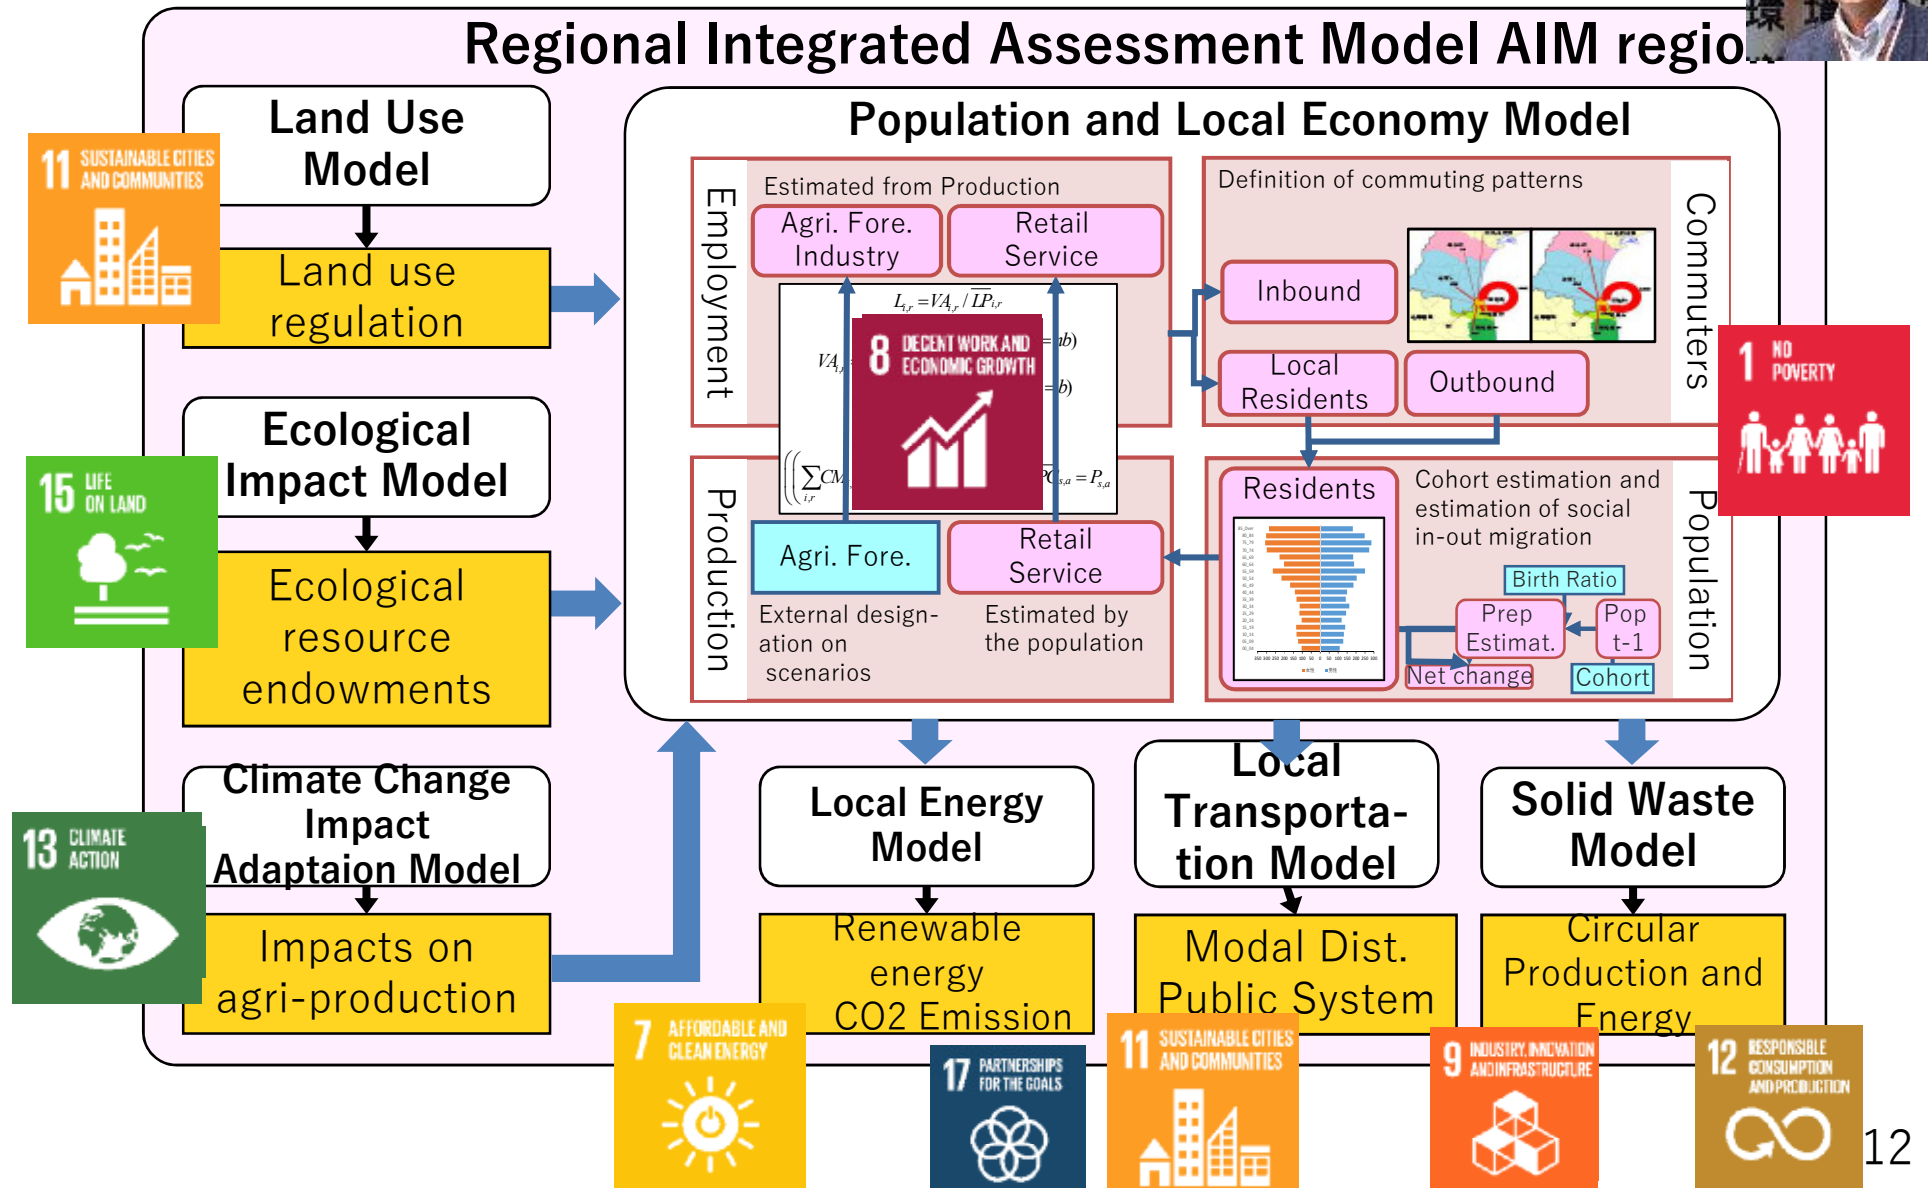 環 境
Regional Integrated Assessment Model AIM regio
Land Use
Model
11 SUSTAINABLE CITIES
AND COMMUNITIES
Land use
regulation
Ecological
Impact Model
15 LIFE
ON LAND
Ecological
resource
endowments
Climate Change
Impact
Adaptaion Model
13 CLIMATE
ACTION
Impacts on
agri-production
Population and Local Economy Model
Employment
Estimated from Production
Agri. Fore.
Industry
Retail
Service
8 DECENT WORK AND
ECONOMIC GROWTH
Production
Agri. Fore.
Retail
Service
External design-
ation on
scenarios
Estimated by
the population
Commuters
Definition of commuting patterns
Inbound
Local
Residents
Outbound
1 NO
POVERTY
Population
Residents
Cohort estimation and
estimation of social
in-out migration
Birth Ratio
Prep
Estimat.
Pop
t-1
Net change
Cohort
Local Energy
Model
Renewable
energy
CO2 Emission
Local
Transporta-
tion Model
Modal Dist.
Public System
Solid Waste
Model
Circular
Production and
Energy
7 AFFORDABLE AND
CLEAN ENERGY
17 PARTNERSHIPS
FOR THE GOALS
11 SUSTAINABLE CITIES
AND COMMUNITIES
9 INDUSTRY, INNOVATION
AND INFRASTRUCTURE
12 RESPONSIBLE
CONSUMPTION
AND PRODUCTION
12